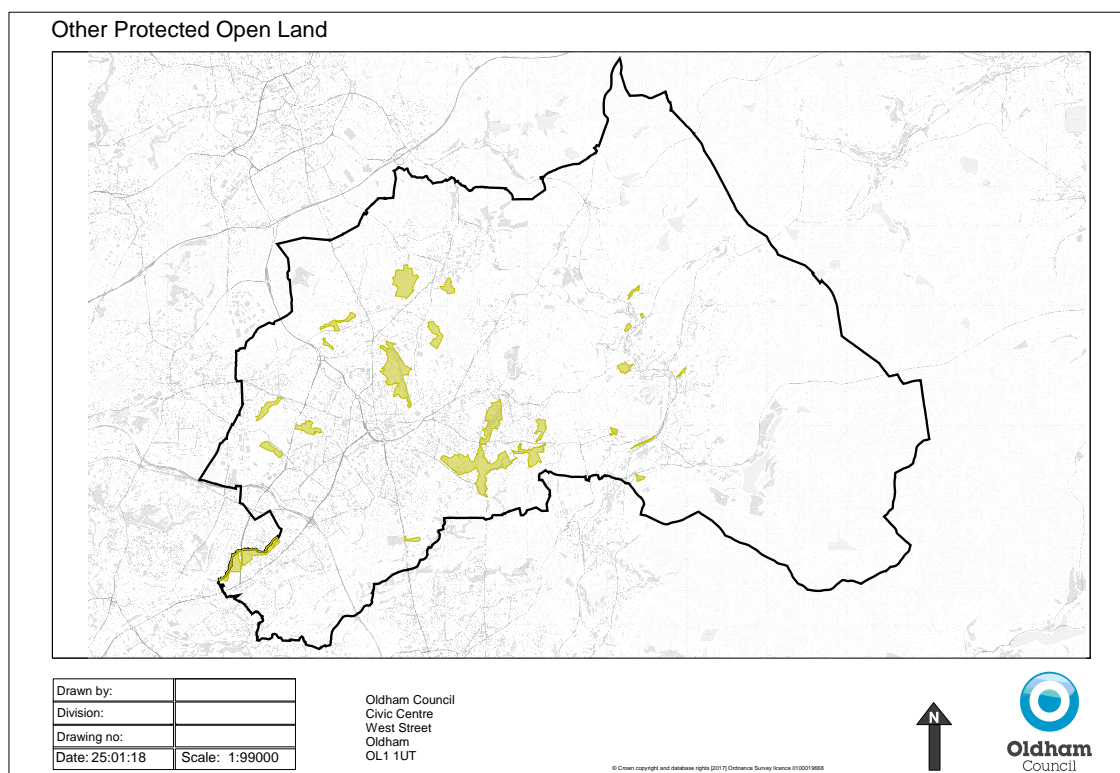 Other Protected Open Land
Drawn by:
Division:
Drawing no:
Date: 25:01:18 Scale: 1:99000
Oldham Council
Civic Centre
West Street
Oldham
OL1 1UT
N
Oldham
Council
© Crown copyright and database rights [2017] Ordnance Survey licence 0100019668